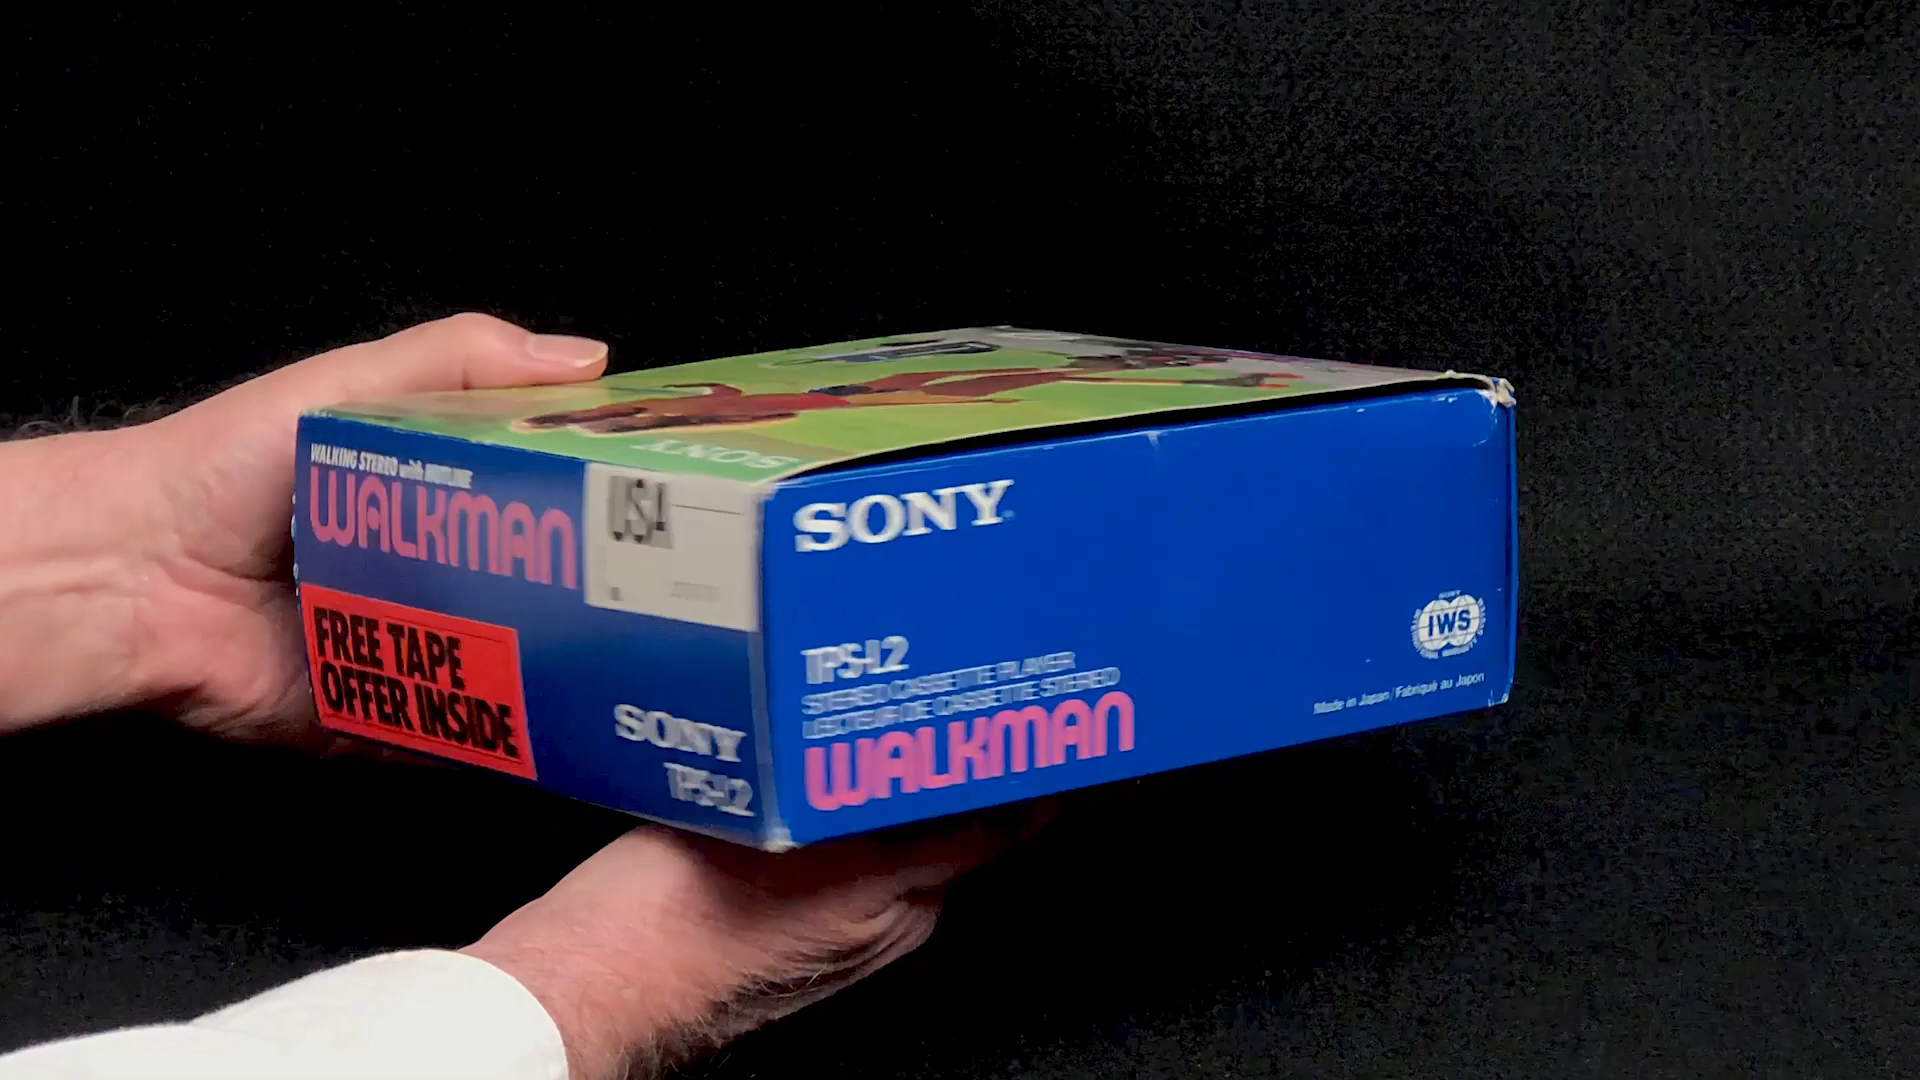 SONY
WALKING STEREO with HOTLINE
WALKMAN
USA
FREE TAPE
OFFER INSIDE
SONY
TPS-L2
SONY
TPS-L2
STEREO CASSETTE PLAYER
LECTEUR DE CASSETTE STEREO
WALKMAN
SONY
IWS
Made in Japan / Fabriqué au Japon